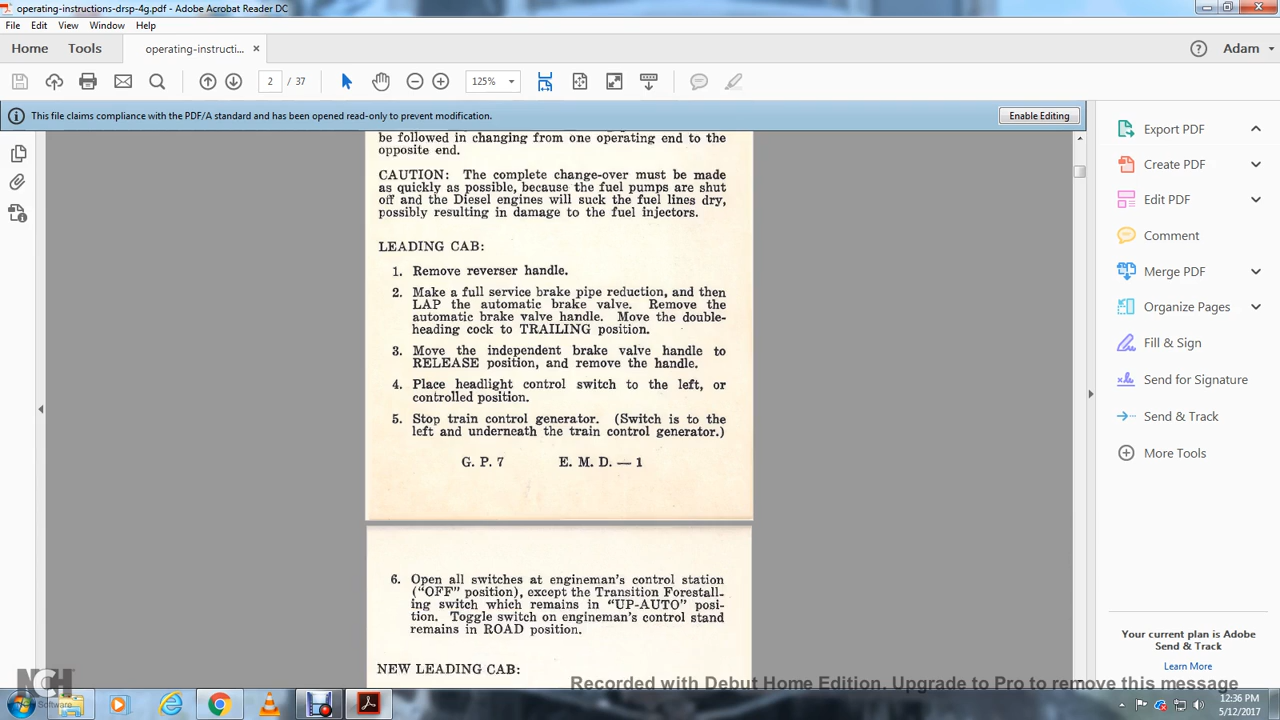 operating-instructions-drsp-4g.pdf - Adobe Acrobat Reader DC
File Edit View Window Help
Home Tools operating-instructi... × Adam
2 / 37 125%
This file claims compliance with the PDF/A standard and has been opened read-only to prevent modification. Enable Editing
be followed in changing from one operating end to the
opposite end.
CAUTION: The complete change-over must be made
as quickly as possible, because the fuel pumps are shut
off and the Diesel engines will suck the fuel lines dry,
possibly resulting in damage to the fuel injectors.
LEADING CAB:
1. Remove reverser handle.
2. Make a full service brake pipe reduction, and then
LAP the automatic brake valve. Remove the
automatic brake valve handle. Move the double-
heading cock to TRAILING position.
3. Move the independent brake valve handle to
RELEASE position, and remove the handle.
4. Place headlight control switch to the left, or
controlled position.
5. Stop train control generator. (Switch is to the
left and underneath the train control generator.)
G. P. 7 E. M. D. — 1
6. Open all switches at engineman's control station
("OFF" position), except the Transition Forestall-
ing switch which remains in "UP-AUTO" posi-
tion. Toggle switch on engineman's control stand
remains in ROAD position.
NEW LEADING CAB:
Export PDF
Create PDF
Edit PDF
Comment
Merge PDF
Organize Pages
Fill & Sign
Send for Signature
Send & Track
More Tools
Your current plan is Adobe
Send & Track
Learn More
NCH Software
Recorded with Debut Home Edition. Upgrade to Pro to remove this message
12:36 PM
5/12/2017